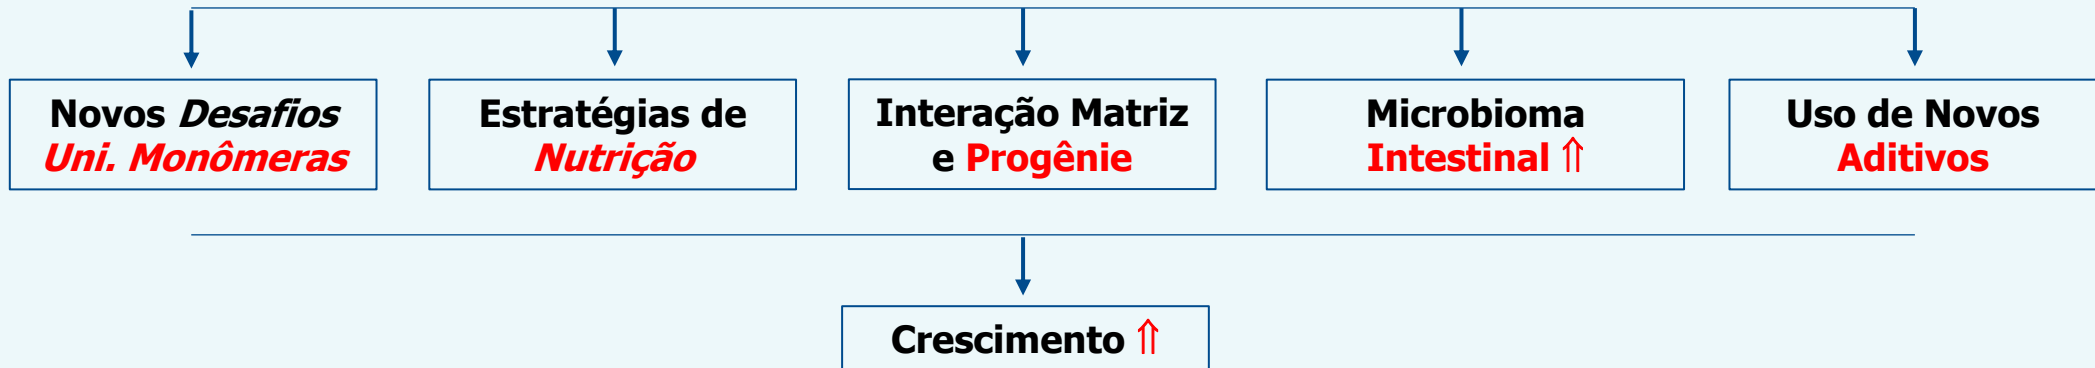 Novos Desafios
Uni. Monômeras
Estratégias de
Nutrição
Interação Matriz
e Progênie
Microbioma
Intestinal ⇑
Uso de Novos
Aditivos
Crescimento ⇑